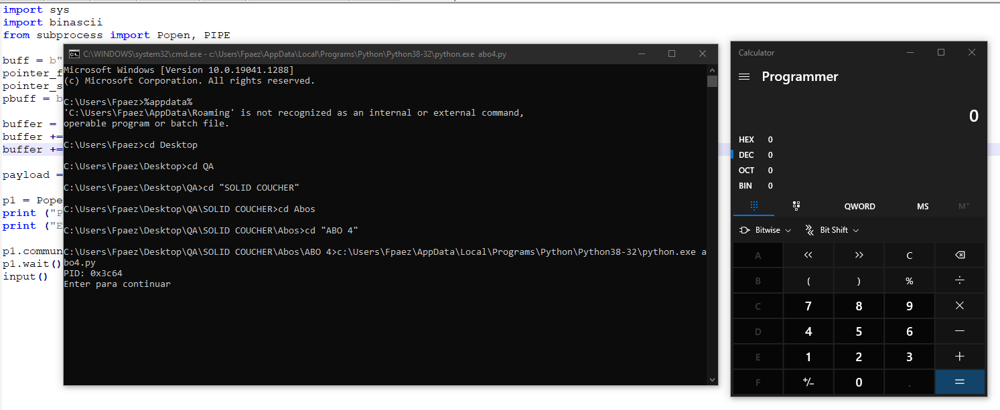 import sys
import binascii
from subprocess import Popen, PIPE
buff = b"
pointer_f
pointer_s
pbuff = b
buffer =
buffer +=
buffer +=
payload =
p1 = Pope
print ("P
print ("E
p1.commun
p1.wait()
input()
C:\WINDOWS\system32\cmd.exe - c:\Users\Fpaez\AppData\Local\Programs\Python\Python38-32\python.exe abo4.py
Microsoft Windows [Version 10.0.19041.1288]
(c) Microsoft Corporation. All rights reserved.
C:\Users\Fpaez>%appdata%
'C:\Users\Fpaez\AppData\Roaming' is not recognized as an internal or external command,
operable program or batch file.
C:\Users\Fpaez>cd Desktop
C:\Users\Fpaez\Desktop>cd QA
C:\Users\Fpaez\Desktop\QA>cd "SOLID COUCHER"
C:\Users\Fpaez\Desktop\QA\SOLID COUCHER>cd Abos
C:\Users\Fpaez\Desktop\QA\SOLID COUCHER\Abos>cd "ABO 4"
C:\Users\Fpaez\Desktop\QA\SOLID COUCHER\Abos\ABO 4>c:\Users\Fpaez\AppData\Local\Programs\Python\Python38-32\python.exe a
bo4.py
PID: 0x3c64
Enter para continuar
Calculator
Programmer
0
HEX 0
DEC 0
OCT 0
BIN 0
QWORD MS M˅
Bitwise Bit Shift
A << >> C
B ( ) % ÷
C 7 8 9 ×
D 4 5 6 −
E 1 2 3 +
F +/- 0 . =